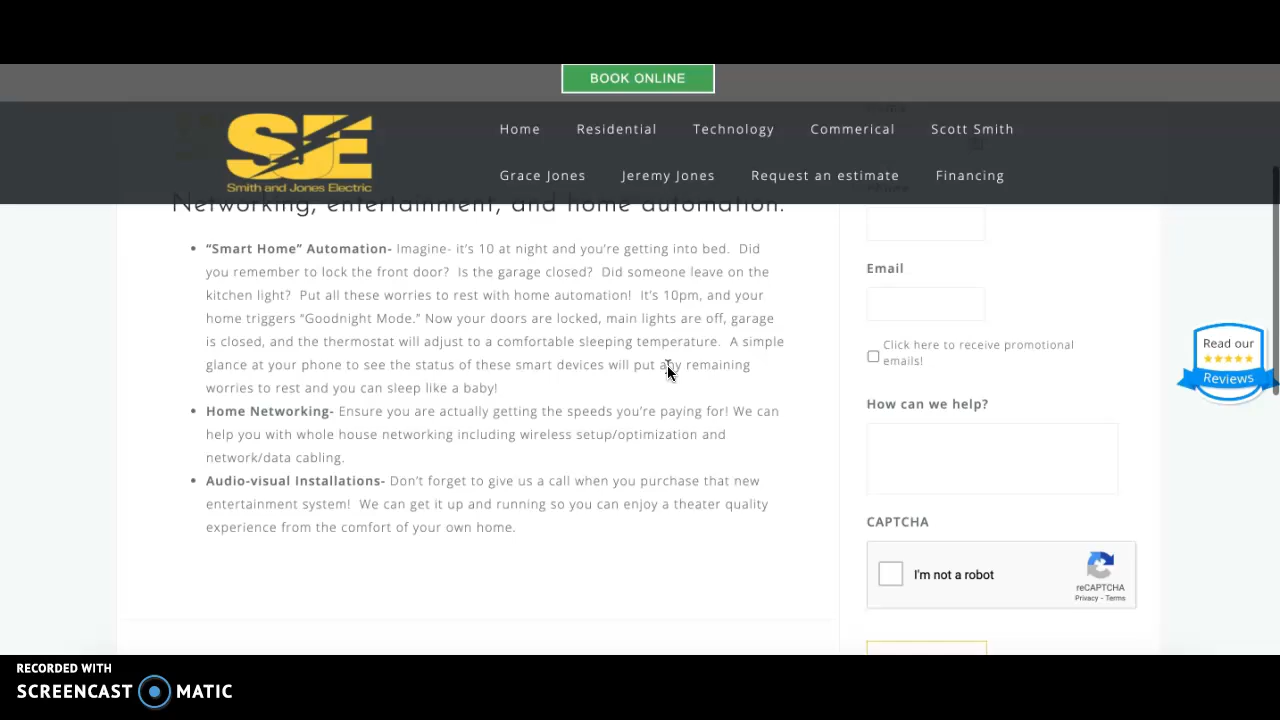 BOOK ONLINE
SJE
Smith and Jones Electric
Home Residential Technology Commerical Scott Smith
Grace Jones Jeremy Jones Request an estimate Financing
Networking, entertainment, and home automation.
• “Smart Home” Automation- Imagine- it’s 10 at night and you’re getting into bed. Did
you remember to lock the front door? Is the garage closed? Did someone leave on the
kitchen light? Put all these worries to rest with home automation! It’s 10pm, and your
home triggers “Goodnight Mode.” Now your doors are locked, main lights are off, garage
is closed, and the thermostat will adjust to a comfortable sleeping temperature. A simple
glance at your phone to see the status of these smart devices will put any remaining
worries to rest and you can sleep like a baby!
• Home Networking- Ensure you are actually getting the speeds you’re paying for! We can
help you with whole house networking including wireless setup/optimization and
network/data cabling.
• Audio-visual Installations- Don’t forget to give us a call when you purchase that new
entertainment system! We can get it up and running so you can enjoy a theater quality
experience from the comfort of your own home.
Email
Click here to receive promotional
emails!
How can we help?
CAPTCHA
I'm not a robot
reCAPTCHA
Privacy - Terms
Read our
Reviews
RECORDED WITH
SCREENCAST MATIC